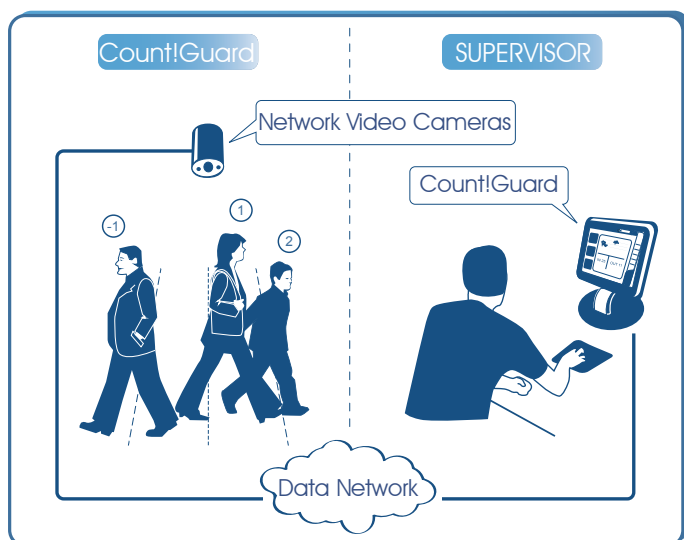 Count!Guard
SUPERVISOR
Network Video Cameras
Count!Guard
-1
1
2
Data Network